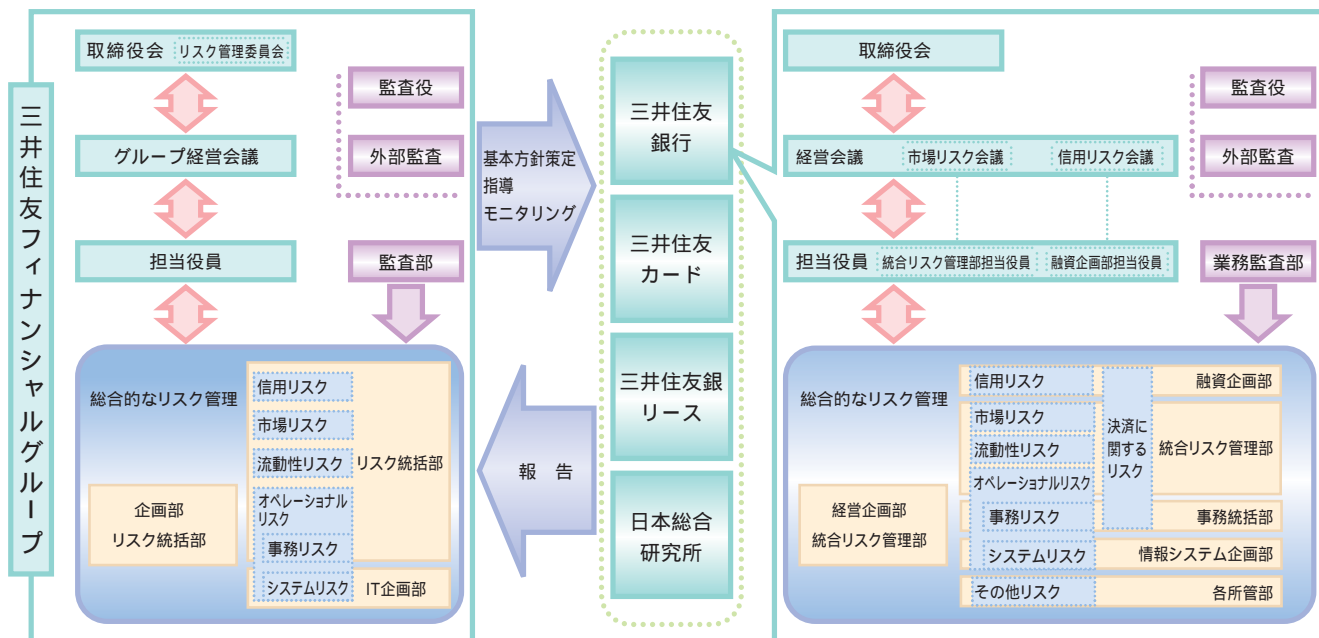 三井住友フィナンシャルグループ
取締役会 リスク管理委員会
監査役
グループ経営会議
外部監査
担当役員
監査部
総合的なリスク管理
企画部
リスク統括部
信用リスク
市場リスク
流動性リスク
オペレーショナル
リスク
事務リスク
システムリスク
リスク統括部
IT企画部
基本方針策定
指導
モニタリング
報 告
三井住友
銀行
三井住友
カード
三井住友銀
リース
日本総合
研究所
取締役会
監査役
経営会議 市場リスク会議 信用リスク会議
外部監査
担当役員 統合リスク管理部担当役員 融資企画部担当役員
業務監査部
総合的なリスク管理
経営企画部
統合リスク管理部
信用リスク
市場リスク
流動性リスク
オペレーショナルリスク
事務リスク
システムリスク
その他リスク
決済に
関する
リスク
融資企画部
統合リスク管理部
事務統括部
情報システム企画部
各所管部